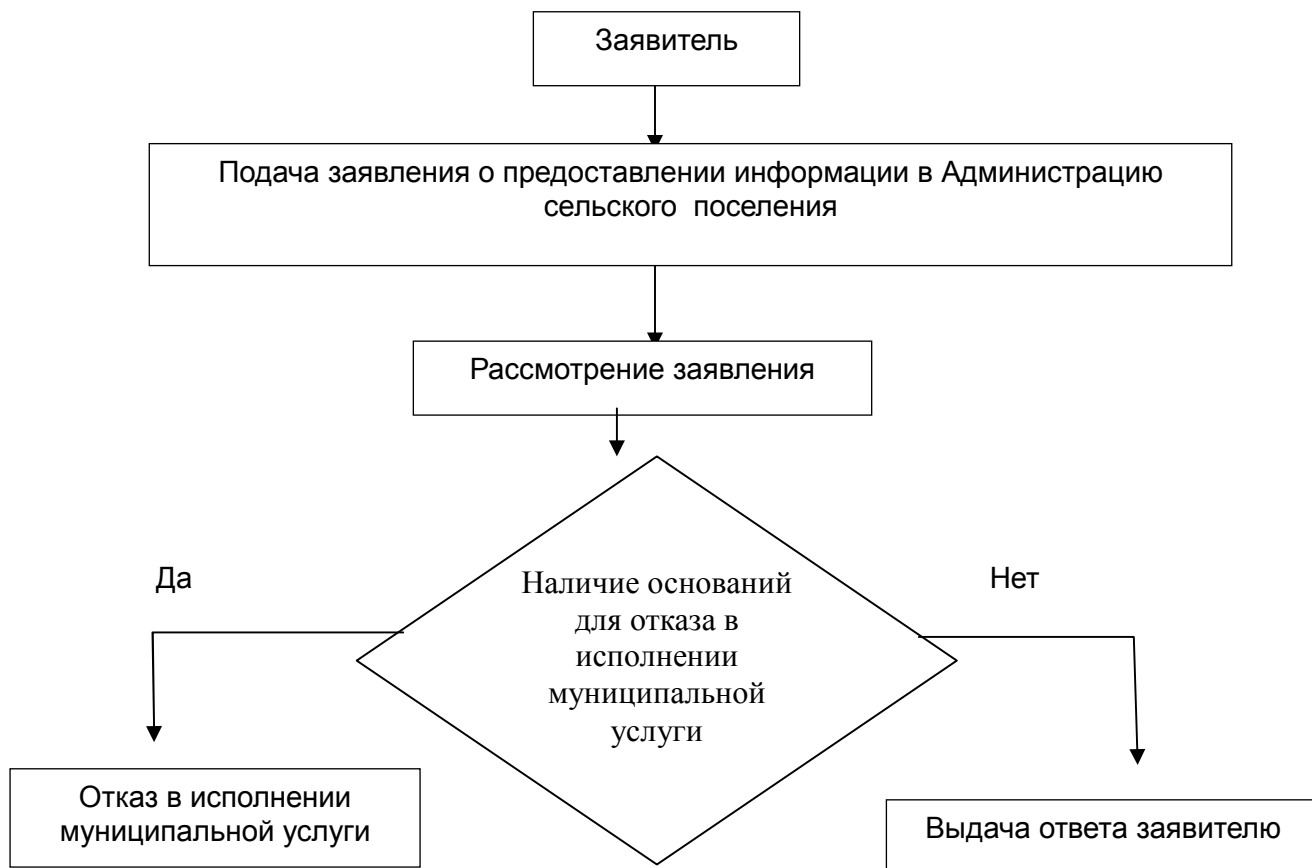 Заявитель
Подача заявления о предоставлении информации в Администрацию
сельского поселения
Рассмотрение заявления
Да
Нет
Наличие оснований
для отказа в
исполнении
муниципальной
услуги
Отказ в исполнении
муниципальной услуги
Выдача ответа заявителю